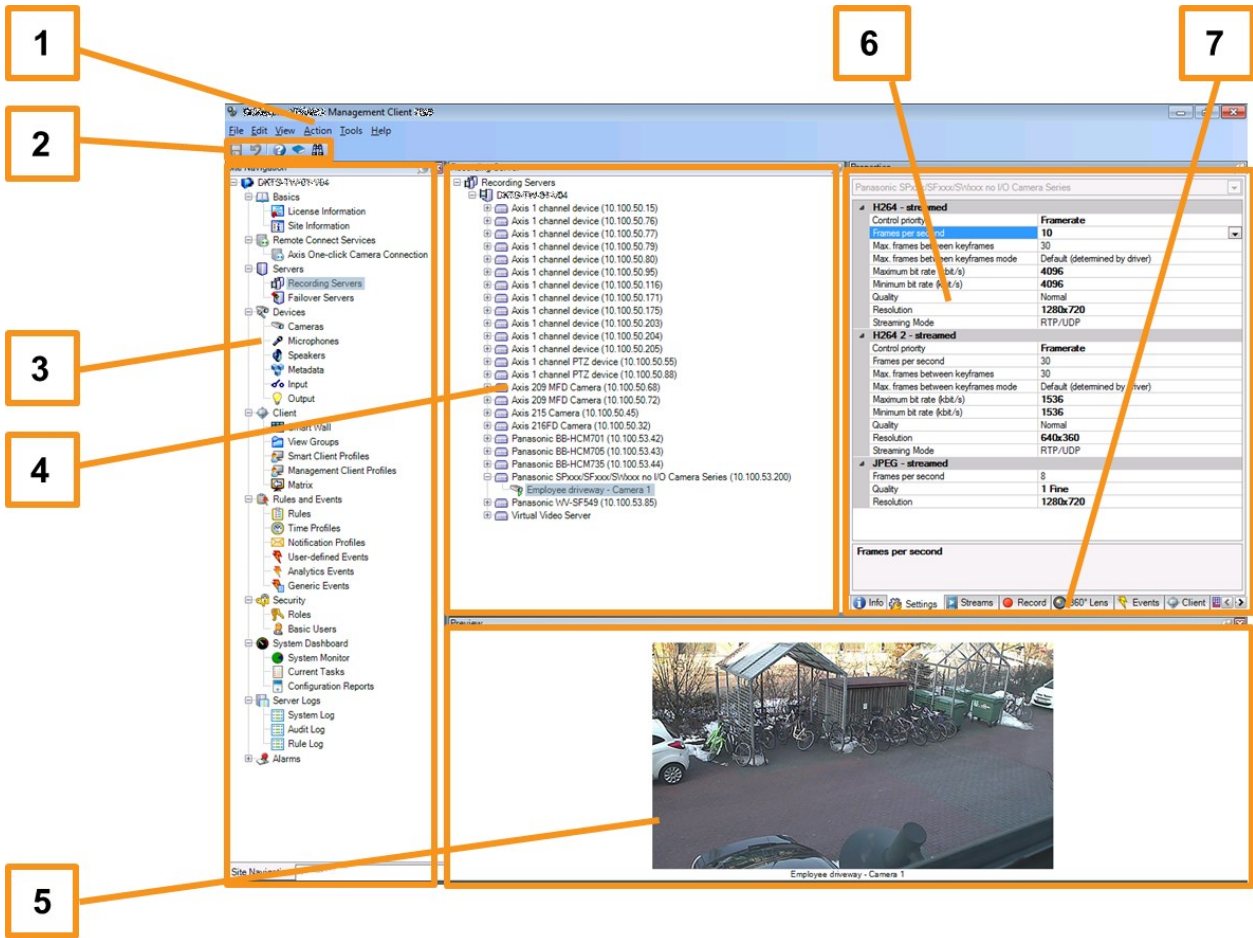 1
6
7
Management Client
File Edit View Action Tools Help
2
Recording Servers
Axis 1 channel device (10.100.50.15)
Axis 1 channel device (10.100.50.76)
Axis 1 channel device (10.100.50.77)
Axis 1 channel device (10.100.50.79)
Axis 1 channel device (10.100.50.80)
Axis 1 channel device (10.100.50.95)
Axis 1 channel device (10.100.50.116)
Axis 1 channel device (10.100.50.171)
Axis 1 channel device (10.100.50.175)
Axis 1 channel device (10.100.50.203)
Axis 1 channel device (10.100.50.204)
Axis 1 channel device (10.100.50.205)
Axis 1 channel PTZ device (10.100.50.55)
Axis 1 channel PTZ device (10.100.50.88)
Axis 209 MFD Camera (10.100.50.68)
Axis 209 MFD Camera (10.100.50.72)
Axis 215 Camera (10.100.50.45)
Axis 216FD Camera (10.100.50.32)
Panasonic BB-HCM701 (10.100.53.42)
Panasonic BB-HCM705 (10.100.53.43)
Panasonic BB-HCM735 (10.100.53.44)
Panasonic SPxxx/SFxxx/SWxxx no I/O Camera Series (10.100.53.200)
Employee driveway - Camera 1
Panasonic WV-SF549 (10.100.53.85)
Virtual Video Server
Site Navigation
Basics
License Information
Site Information
Remote Connect Services
Axis One-click Camera Connection
Servers
Recording Servers
Failover Servers
Devices
Cameras
Microphones
Speakers
Metadata
Input
Output
Client
Smart Wall
View Groups
Smart Client Profiles
Management Client Profiles
Matrix
Rules and Events
Rules
Time Profiles
Notification Profiles
User-defined Events
Analytics Events
Generic Events
Security
Roles
Basic Users
System Dashboard
System Monitor
Current Tasks
Configuration Reports
Server Logs
System Log
Audit Log
Rule Log
Alarms
Site Navigation
3
4
5
Properties
Panasonic SPxxx/SFxxx/SWxxx no I/O Camera Series
H264 - streamed
Control priority Framerate
Frames per second 10
Max. frames between keyframes 30
Max. frames between keyframes mode Default (determined by driver)
Maximum bit rate (kbit/s) 4096
Minimum bit rate (kbit/s) 4096
Quality Normal
Resolution 1280x720
Streaming Mode RTP/UDP
H264 2 - streamed
Control priority Framerate
Frames per second 30
Max. frames between keyframes 30
Max. frames between keyframes mode Default (determined by driver)
Maximum bit rate (kbit/s) 1536
Minimum bit rate (kbit/s) 1536
Quality Normal
Resolution 640x360
Streaming Mode RTP/UDP
JPEG - streamed
Frames per second 8
Quality 1 Fine
Resolution 1280x720
Frames per second
Info Settings Streams Record 360° Lens Events Client
Preview
Employee driveway - Camera 1